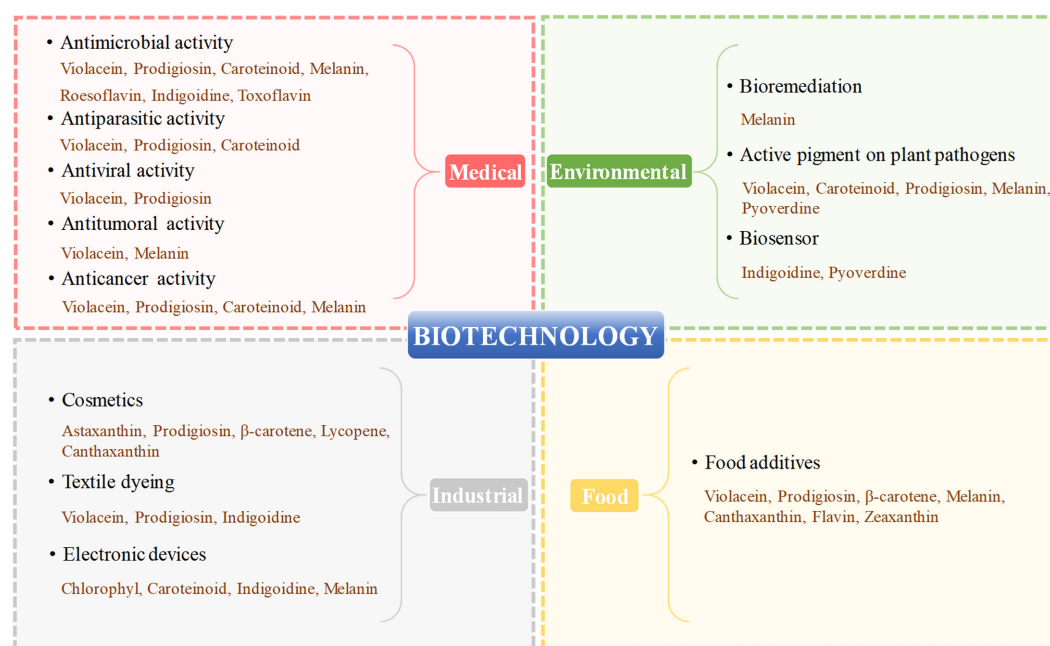 • Antimicrobial activity
Violacein, Prodigiosin, Caroteinoid, Melanin,
Roesoflavin, Indigoidine, Toxoflavin
• Antiparasitic activity
Violacein, Prodigiosin, Caroteinoid
• Antiviral activity
Violacein, Prodigiosin
• Antitumoral activity
Violacein, Melanin
• Anticancer activity
Violacein, Prodigiosin, Caroteinoid, Melanin
Medical
Environmental
• Bioremediation
Melanin
• Active pigment on plant pathogens
Violacein, Caroteinoid, Prodigiosin, Melanin,
Pyoverdine
• Biosensor
Indigoidine, Pyoverdine
BIOTECHNOLOGY
• Cosmetics
Astaxanthin, Prodigiosin, β-carotene, Lycopene,
Canthaxanthin
• Textile dyeing
Violacein, Prodigiosin, Indigoidine
• Electronic devices
Chlorophyl, Caroteinoid, Indigoidine, Melanin
Industrial
Food
• Food additives
Violacein, Prodigiosin, β-carotene, Melanin,
Canthaxanthin, Flavin, Zeaxanthin